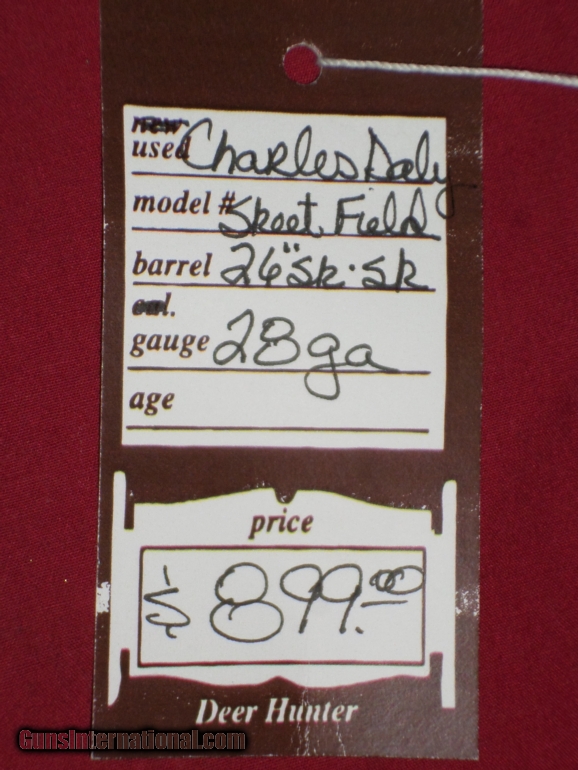 new
used Charles Daly
model # Skeet Field
barrel 26" sk. sk
cal.
gauge 28 ga
age
price
$ 899.00
Deer Hunter
GunsInternational.com